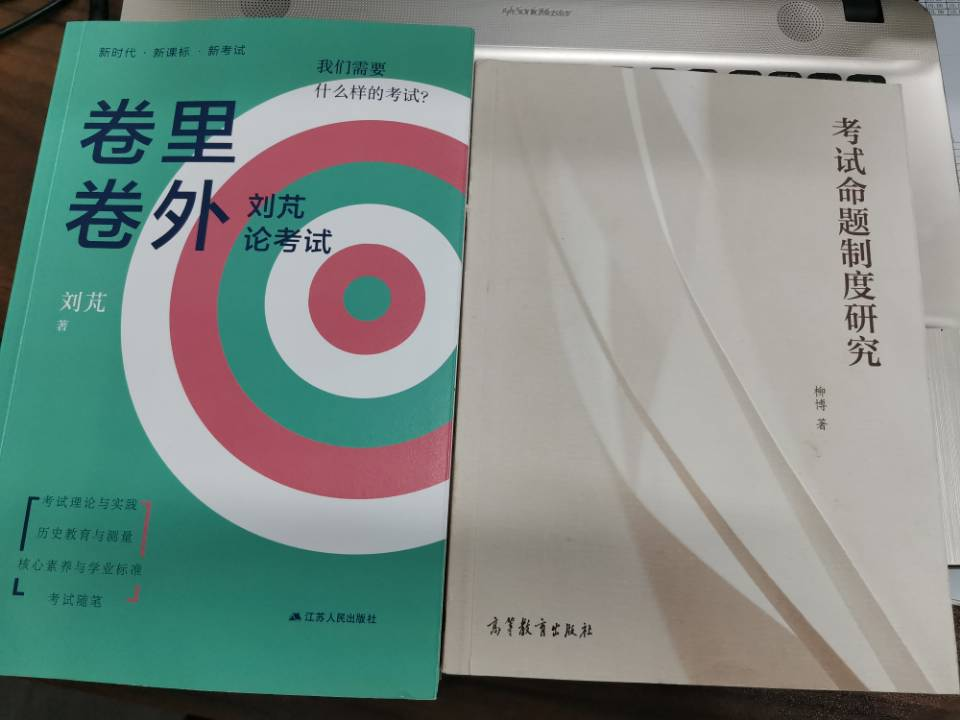 新时代·新课标·新考试
我们需要
什么样的考试?
卷里
卷外
刘芃
论考试
刘芃
著
考试理论与实践
历史教育与测量
核心素养与学业标准
考试随笔
江苏人民出版社
考试命题制度研究
柳博 著
高等教育出版社